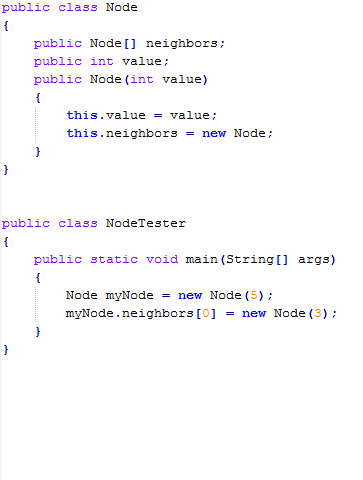 public class Node
{
public Node[] neighbors;
public int value;
public Node(int value)
{
this.value = value;
this.neighbors = new Node;
}
}
public class NodeTester
{
public static void main(String[] args)
{
Node myNode = new Node(5);
myNode.neighbors[0] = new Node(3);
}
}